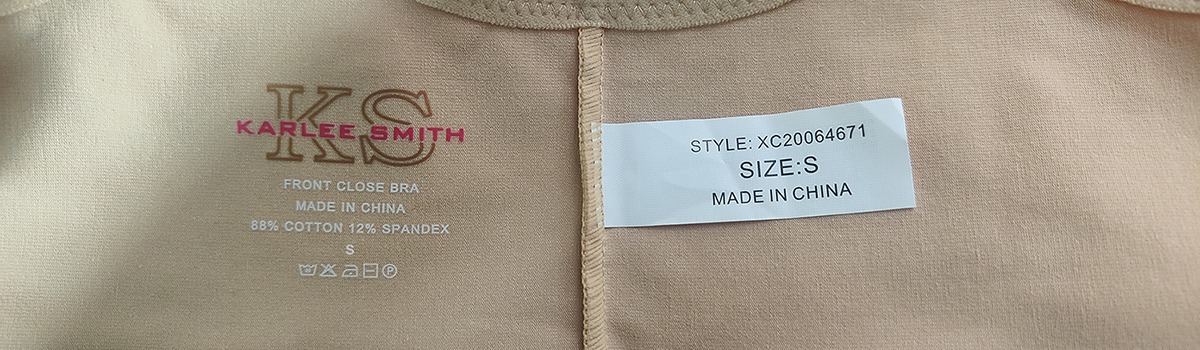 KS
KARLEE SMITH
FRONT CLOSE BRA
MADE IN CHINA
88% COTTON 12% SPANDEX
S
STYLE: XC20064671
SIZE:S
MADE IN CHINA